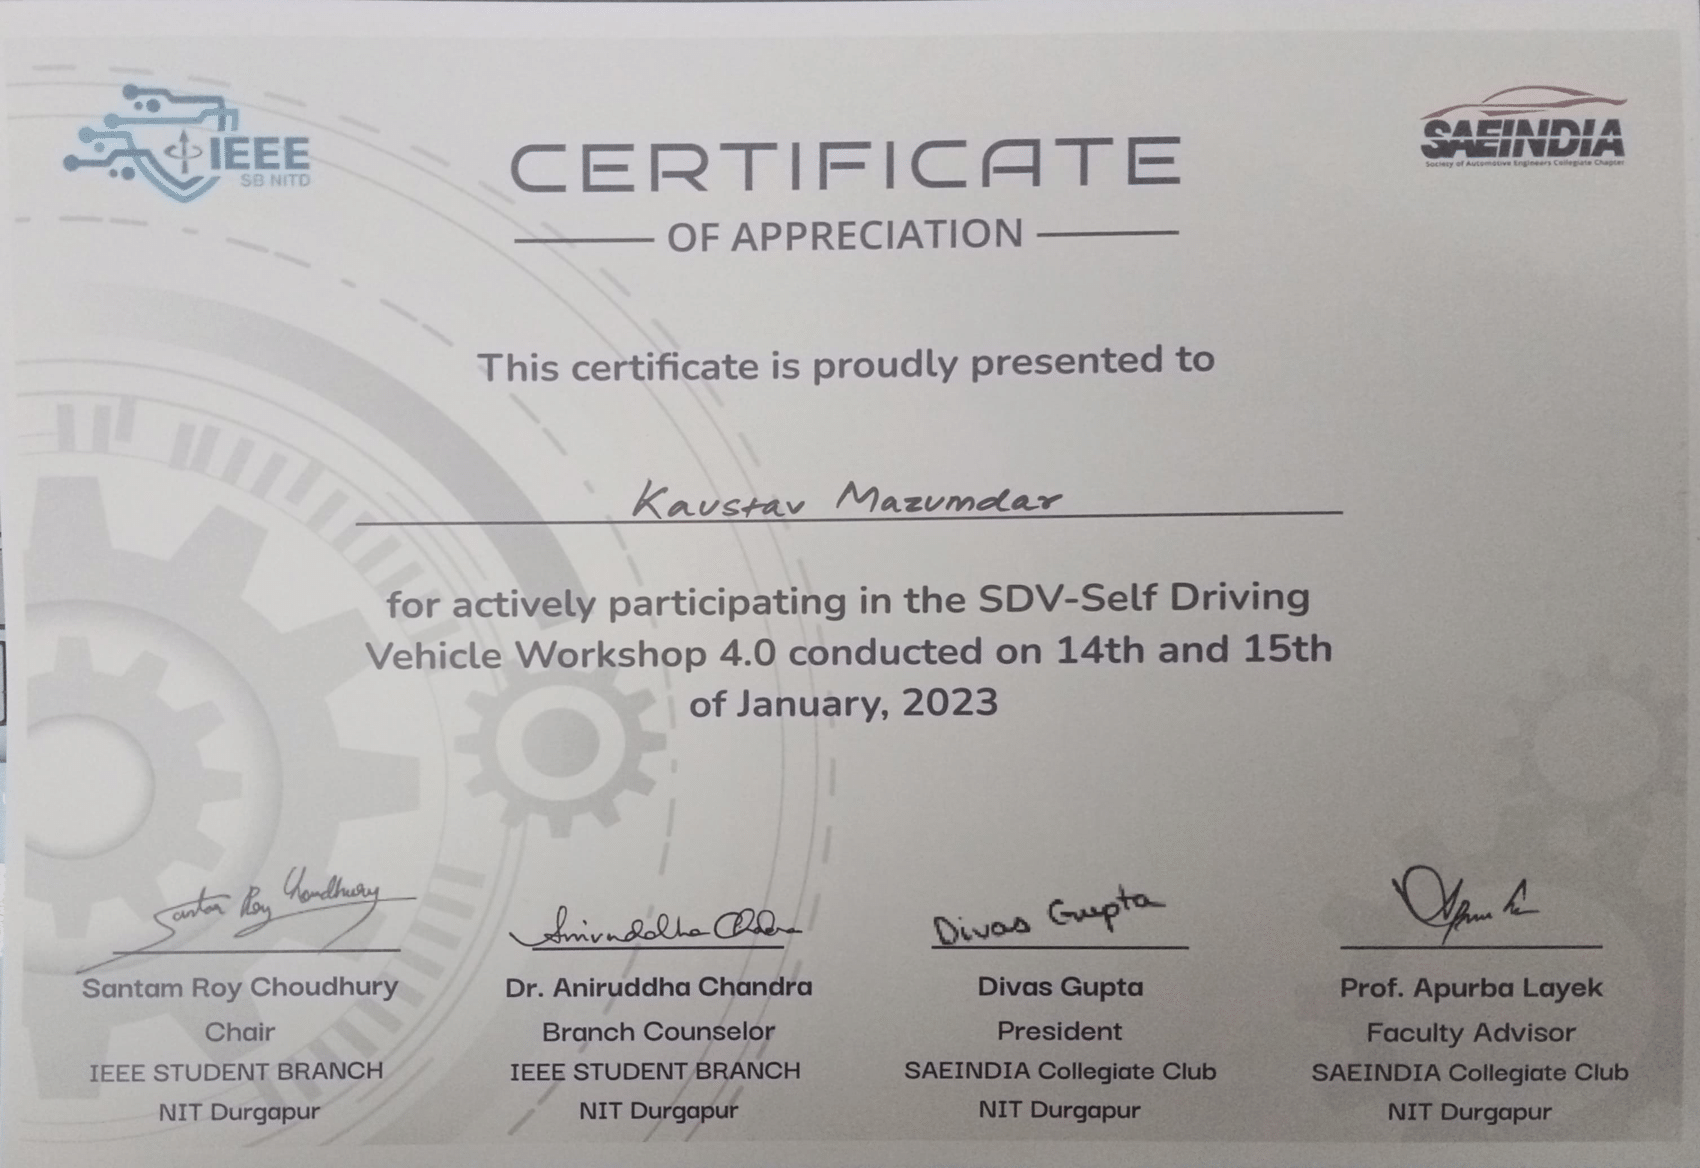 IEEE
SB NITD
SAEINDIA
Society of Automotive Engineers Collegiate Chapter
CERTIFICATE
OF APPRECIATION
This certificate is proudly presented to
Kaustav Mazumdar
for actively participating in the SDV-Self Driving
Vehicle Workshop 4.0 conducted on 14th and 15th
of January, 2023
Santam Roy Choudhury
Aniruddha Chandra
Divas Gupta
Santam Roy Choudhury
Dr. Aniruddha Chandra
Divas Gupta
Prof. Apurba Layek
Chair
Branch Counselor
President
Faculty Advisor
IEEE STUDENT BRANCH
IEEE STUDENT BRANCH
SAEINDIA Collegiate Club
SAEINDIA Collegiate Club
NIT Durgapur
NIT Durgapur
NIT Durgapur
NIT Durgapur